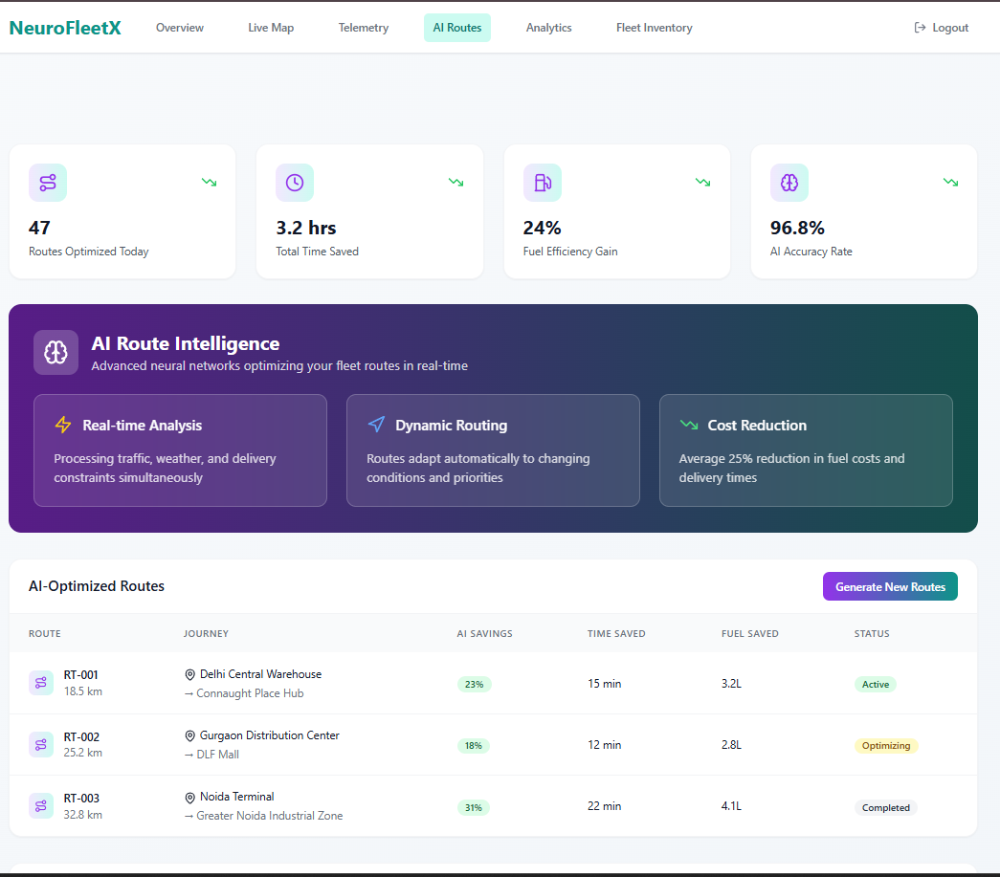 NeuroFleetX
Overview
Live Map
Telemetry
AI Routes
Analytics
Fleet Inventory
Logout
47
Routes Optimized Today
3.2 hrs
Total Time Saved
24%
Fuel Efficiency Gain
96.8%
AI Accuracy Rate
AI Route Intelligence
Advanced neural networks optimizing your fleet routes in real-time
Real-time Analysis
Processing traffic, weather, and delivery
constraints simultaneously
Dynamic Routing
Routes adapt automatically to changing
conditions and priorities
Cost Reduction
Average 25% reduction in fuel costs and
delivery times
AI-Optimized Routes
Generate New Routes
ROUTE JOURNEY AI SAVINGS TIME SAVED FUEL SAVED STATUS
RT-001
18.5 km
Delhi Central Warehouse
→ Connaught Place Hub
23%
15 min
3.2L
Active
RT-002
25.2 km
Gurgaon Distribution Center
→ DLF Mall
18%
12 min
2.8L
Optimizing
RT-003
32.8 km
Noida Terminal
→ Greater Noida Industrial Zone
31%
22 min
4.1L
Completed